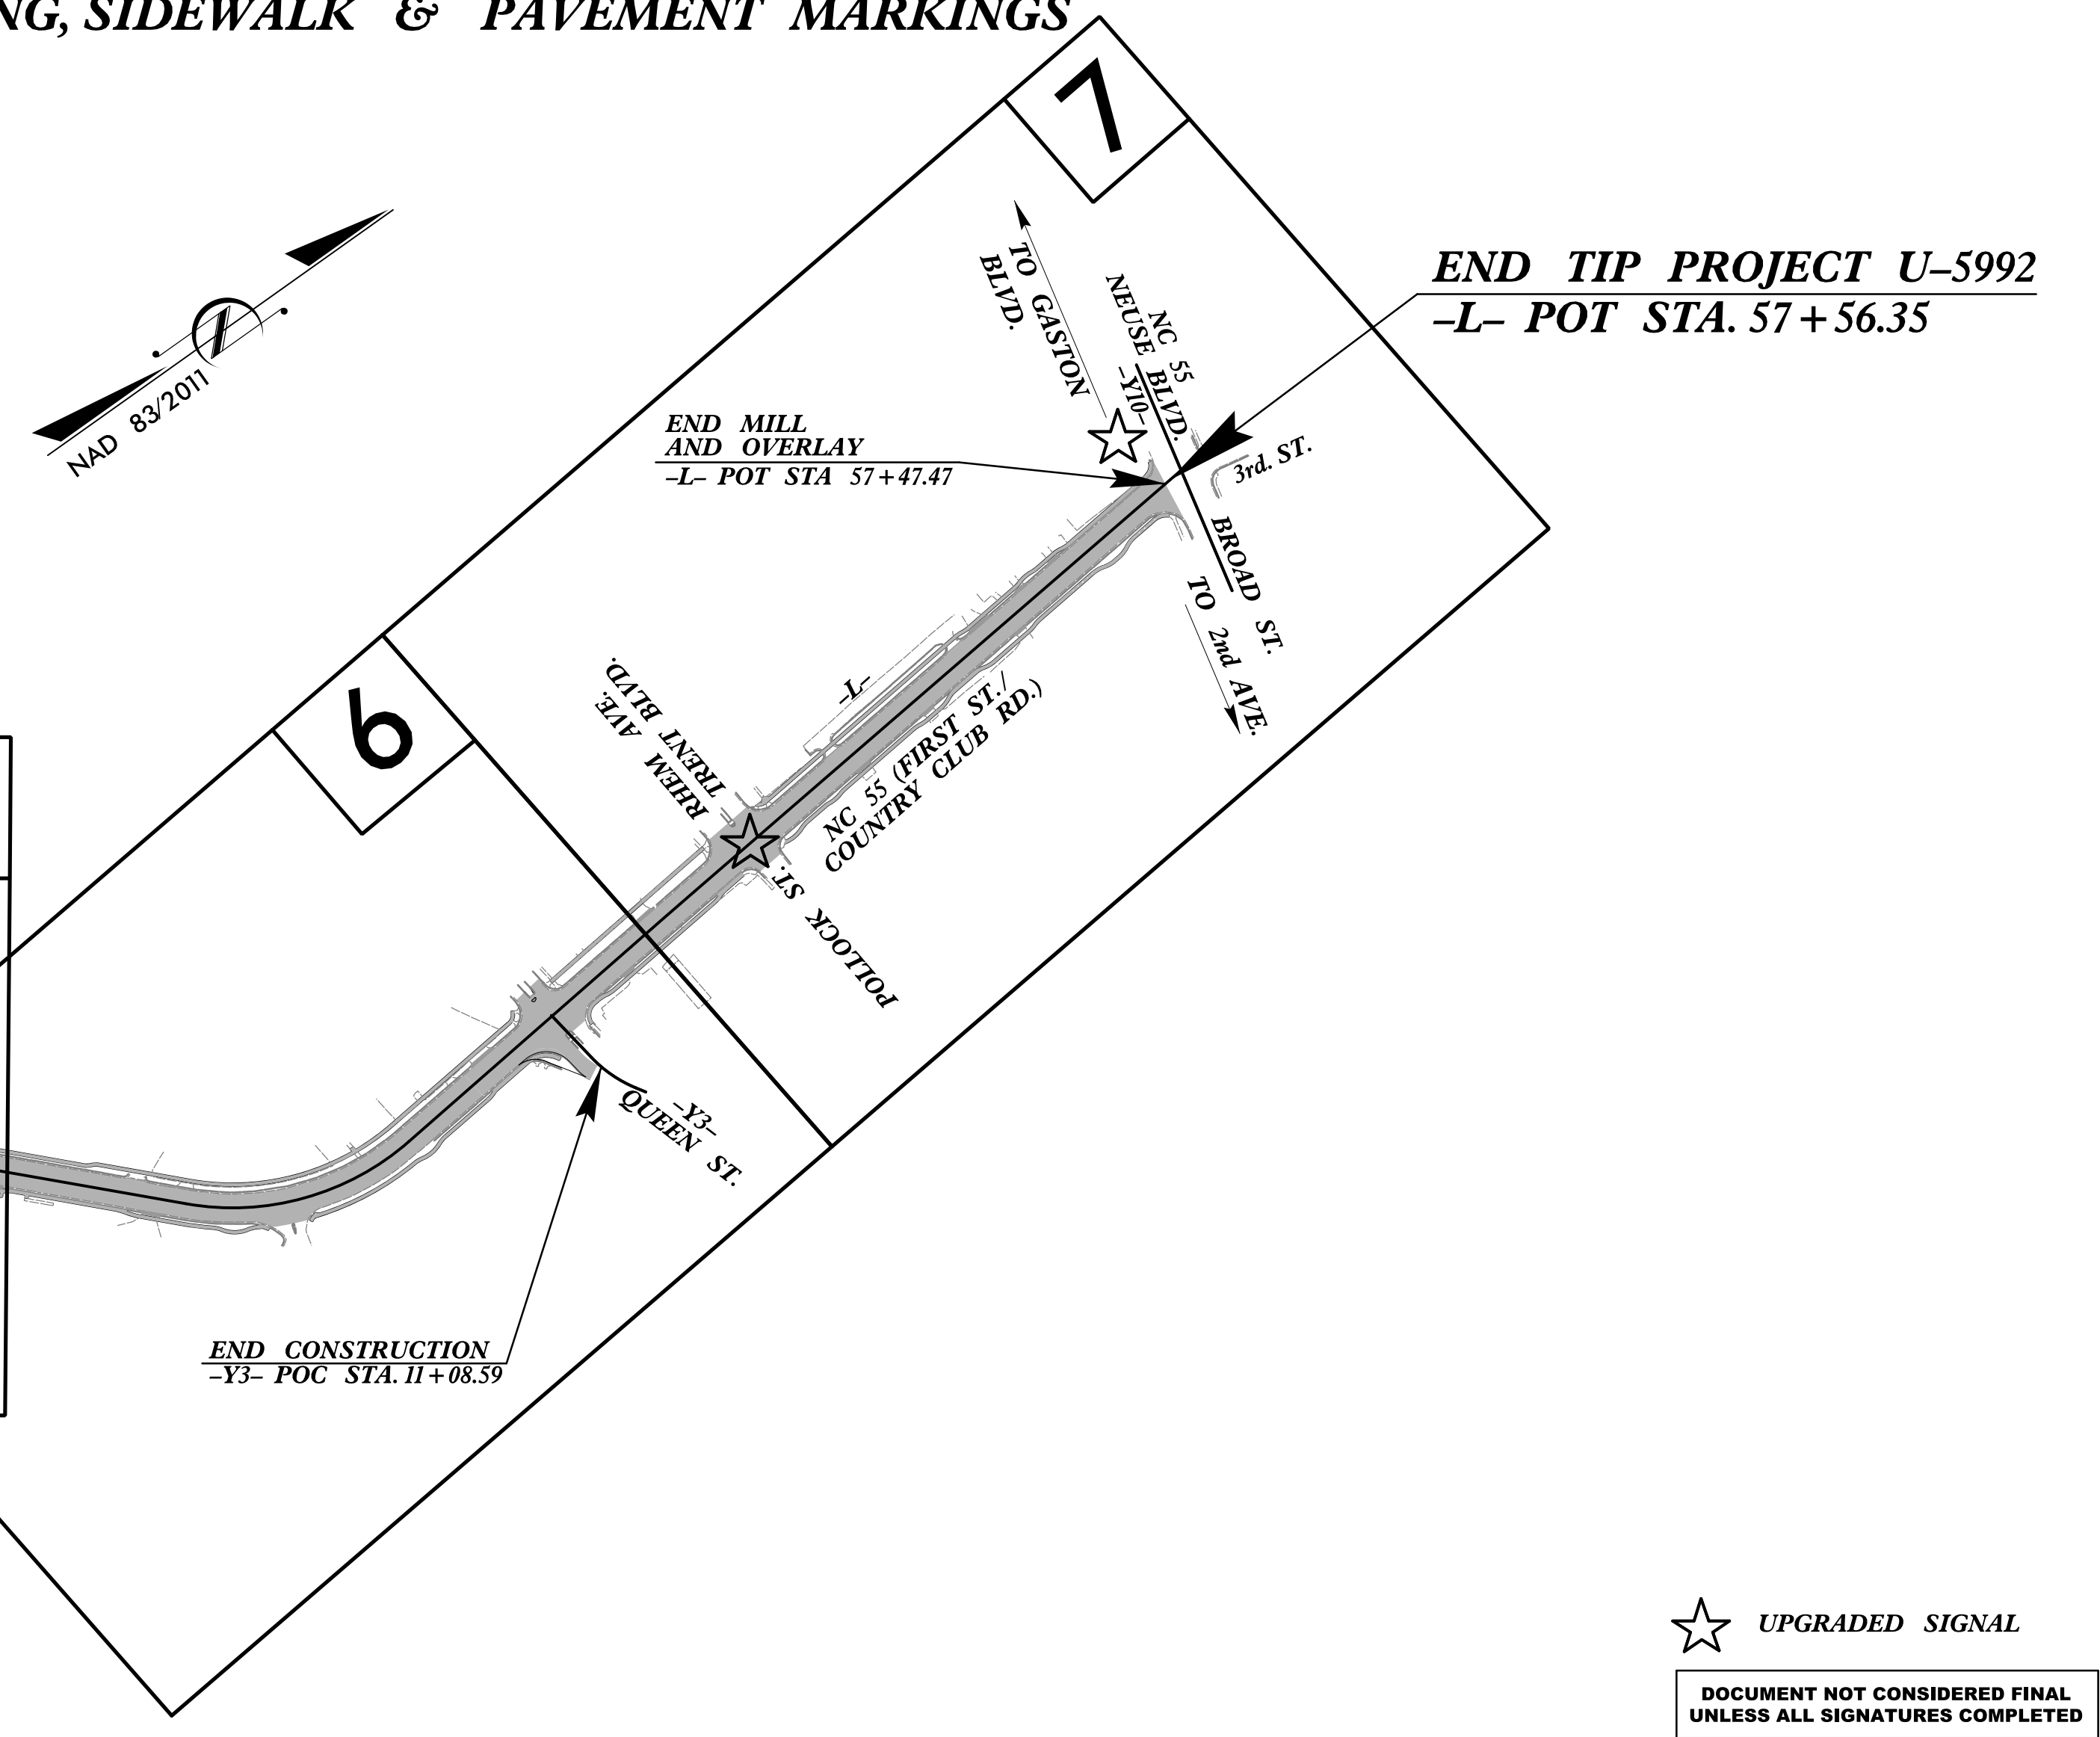 NG, SIDEWALK & PAVEMENT MARKINGS
7
NAD 83/2011
TO GASTON
BLVD.
NC 55
NEUSE BLVD.
-Y10-
END TIP PROJECT U-5992
-L- POT STA. 57+56.35
END MILL
AND OVERLAY
-L- POT STA 57+47.47
3rd. ST.
BROAD ST.
TO 2nd AVE.
6
RHEM AVE.
TRENT BLVD.
-L-
NC 55 (FIRST ST./
COUNTRY CLUB RD.)
POLLOCK ST.
-Y3-
QUEEN ST.
END CONSTRUCTION
-Y3- POC STA. 11+08.59
UPGRADED SIGNAL
DOCUMENT NOT CONSIDERED FINAL
UNLESS ALL SIGNATURES COMPLETED